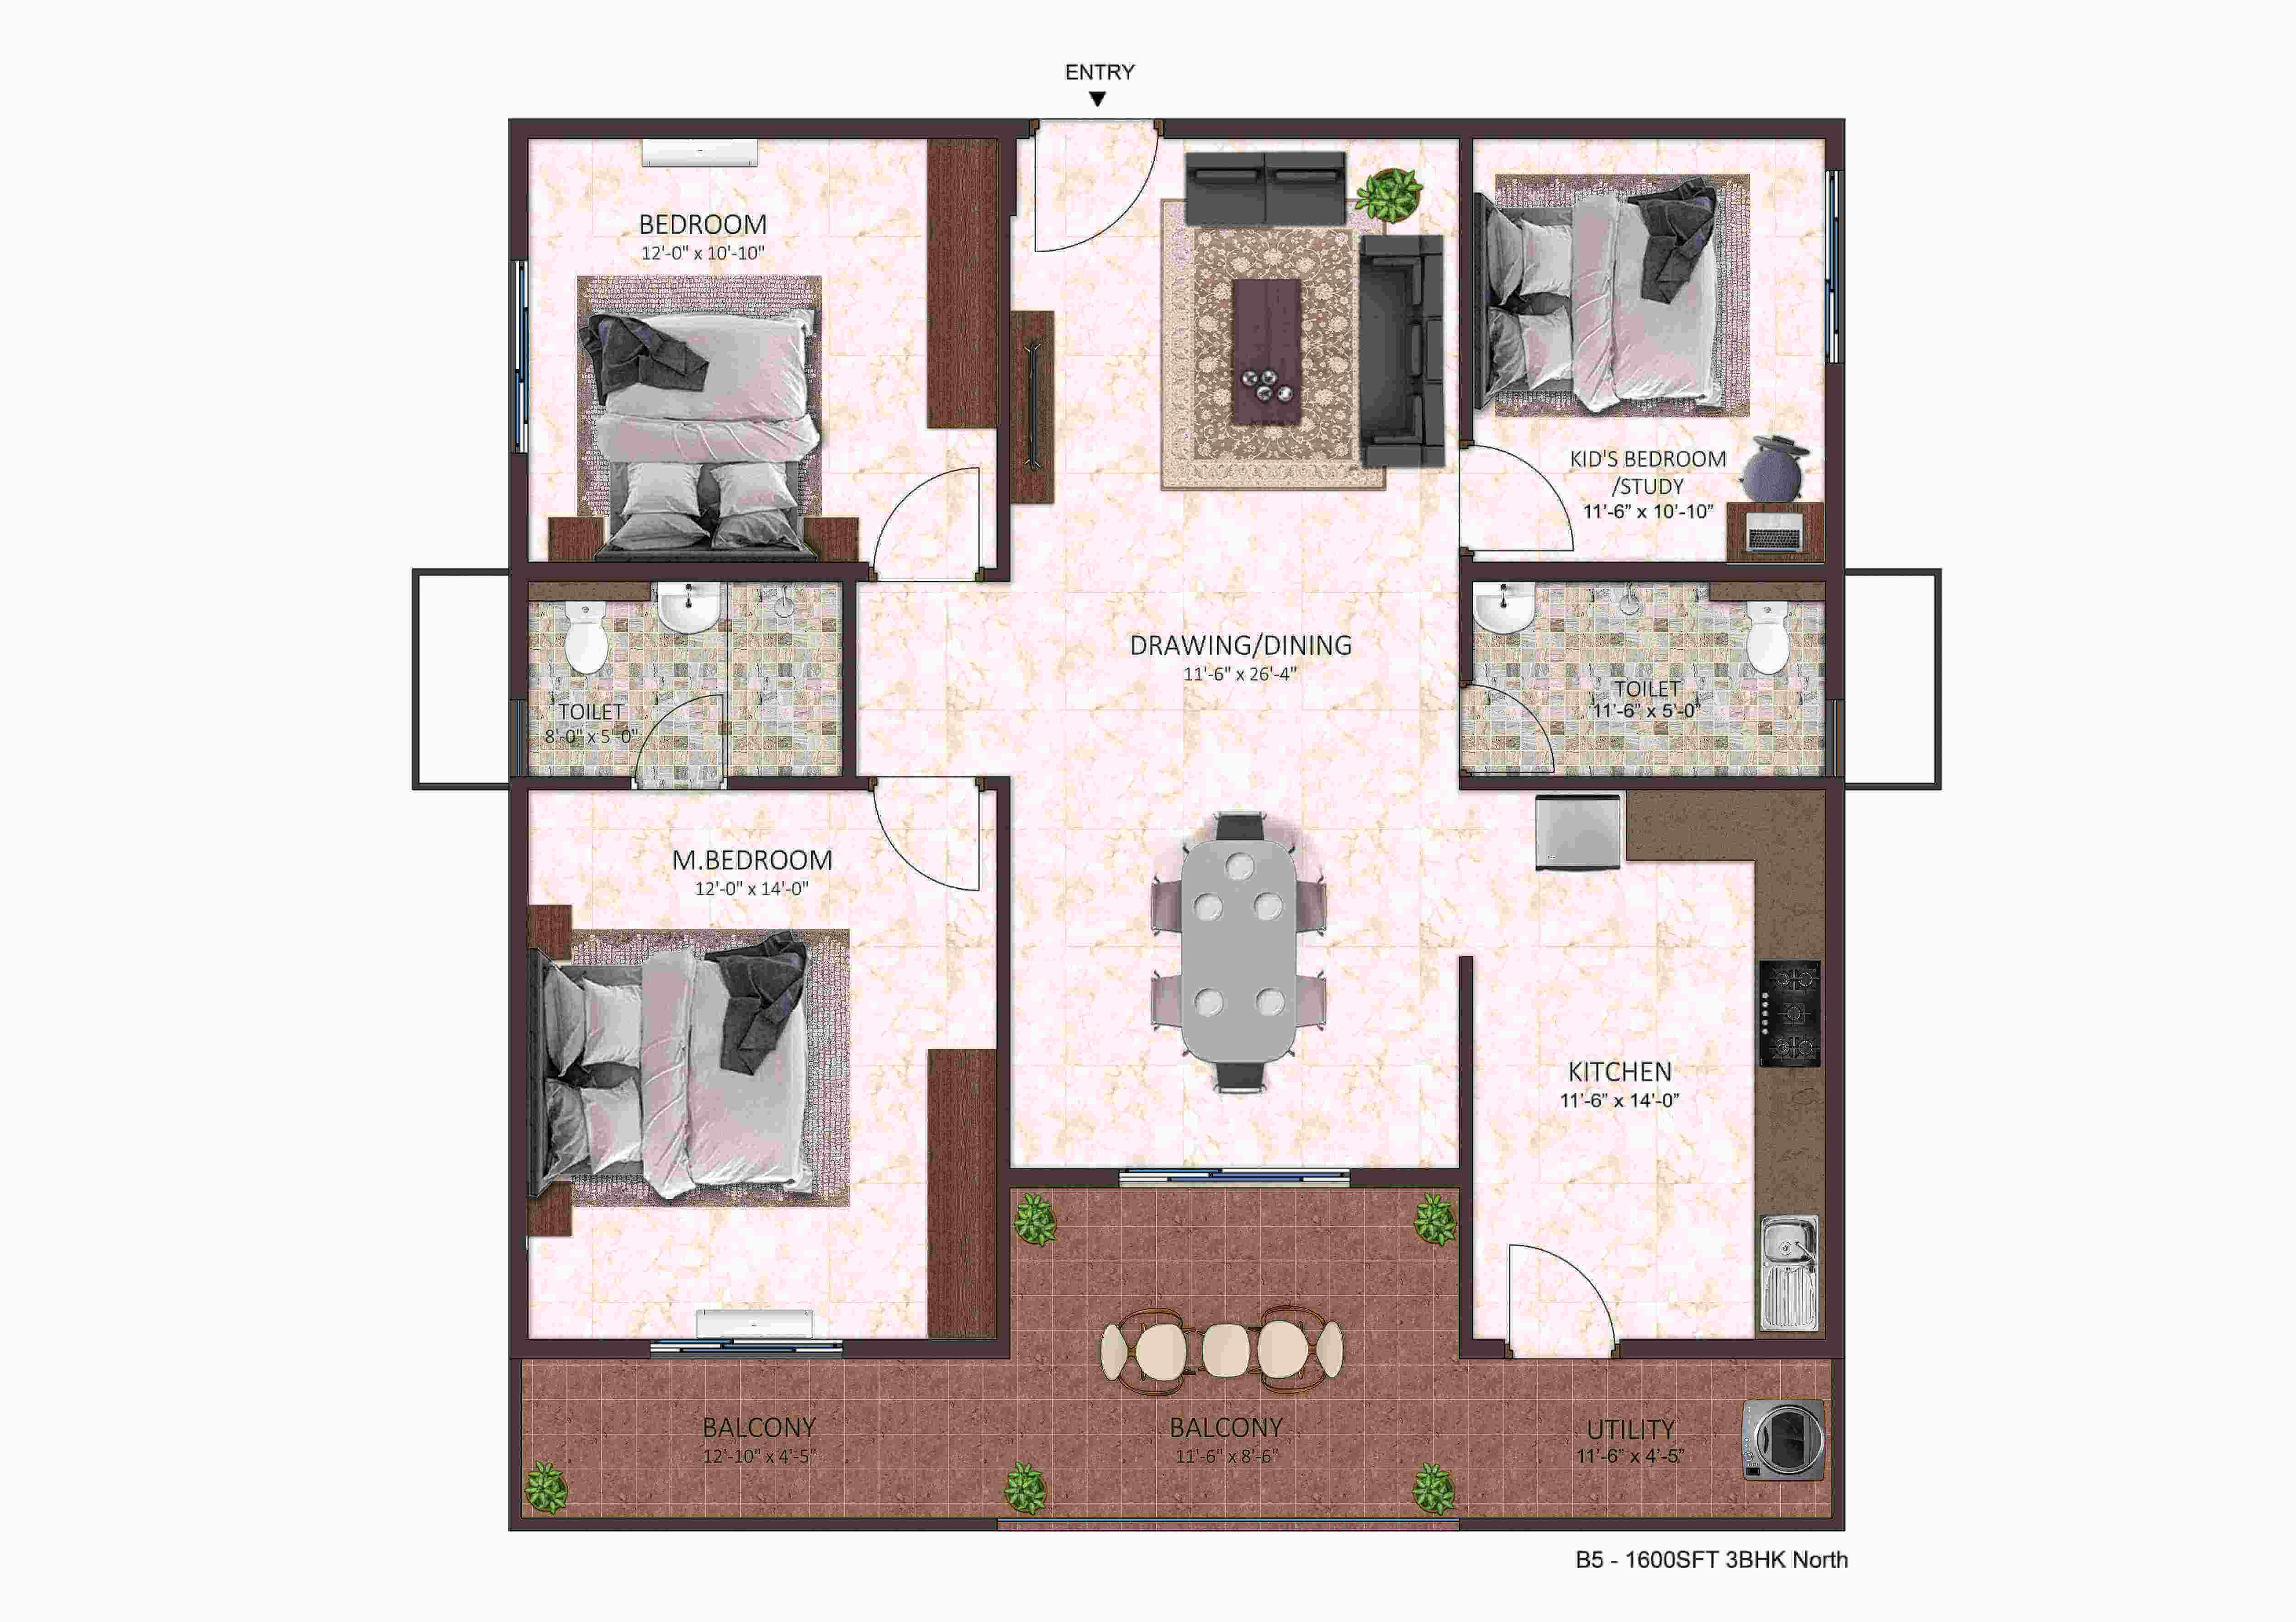 ENTRY
BEDROOM
12'-0" x 10'-10"
KID'S BEDROOM
/STUDY
11'-6" x 10'-10"
DRAWING/DINING
11'-6" x 26'-4"
TOILET
8'-0" x 5'-0"
TOILET
11'-6" x 5'-0"
M.BEDROOM
12'-0" x 14'-0"
KITCHEN
11'-6" x 14'-0"
BALCONY
12'-10" x 4'-5"
BALCONY
11'-6" x 8'-6"
UTILITY
11'-6" x 4'-5"
B5 - 1600SFT 3BHK North